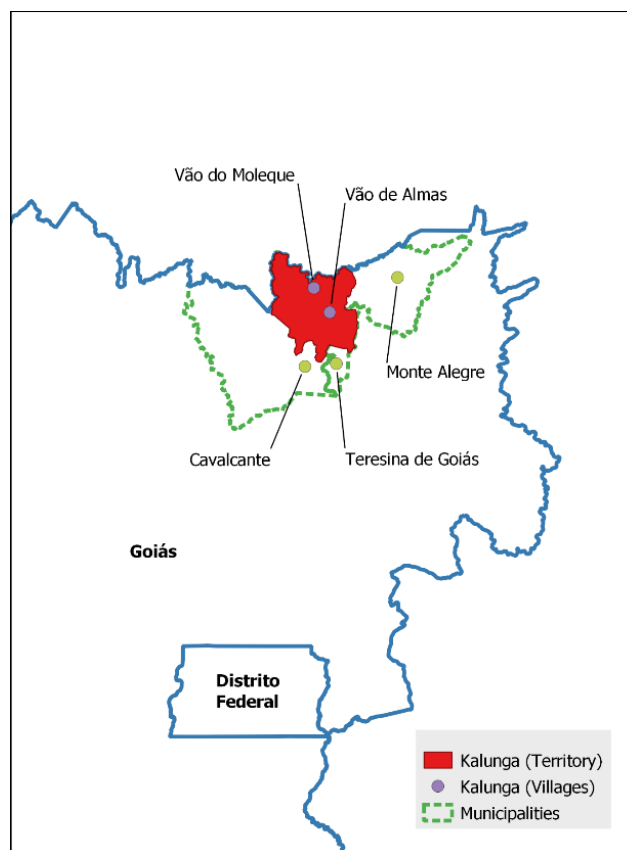 Vão do Moleque
Vão de Almas
Monte Alegre
Cavalcante
Teresina de Goiás
Goiás
Distrito
Federal
Kalunga (Territory)
Kalunga (Villages)
Municipalities